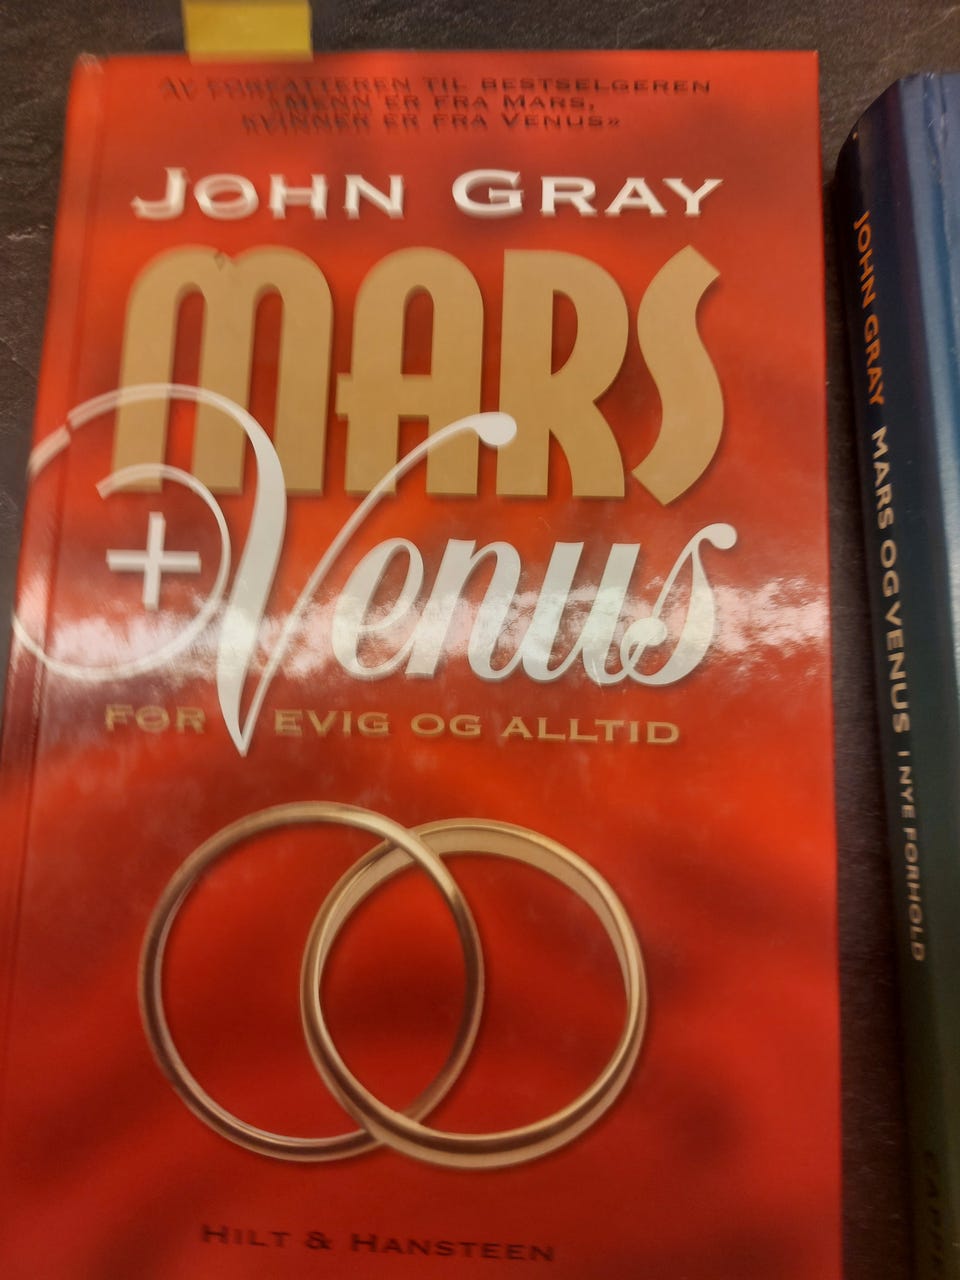 AV FORFATTEREN TIL BESTSELGEREN
«MENN ER FRA MARS,
KVINNER ER FRA VENUS»
JOHN GRAY
MARS
+ Venus
FOR EVIG OG ALLTID
HILT & HANSTEEN
JOHN GRAY MARS OG VENUS I NYE FORHOLD